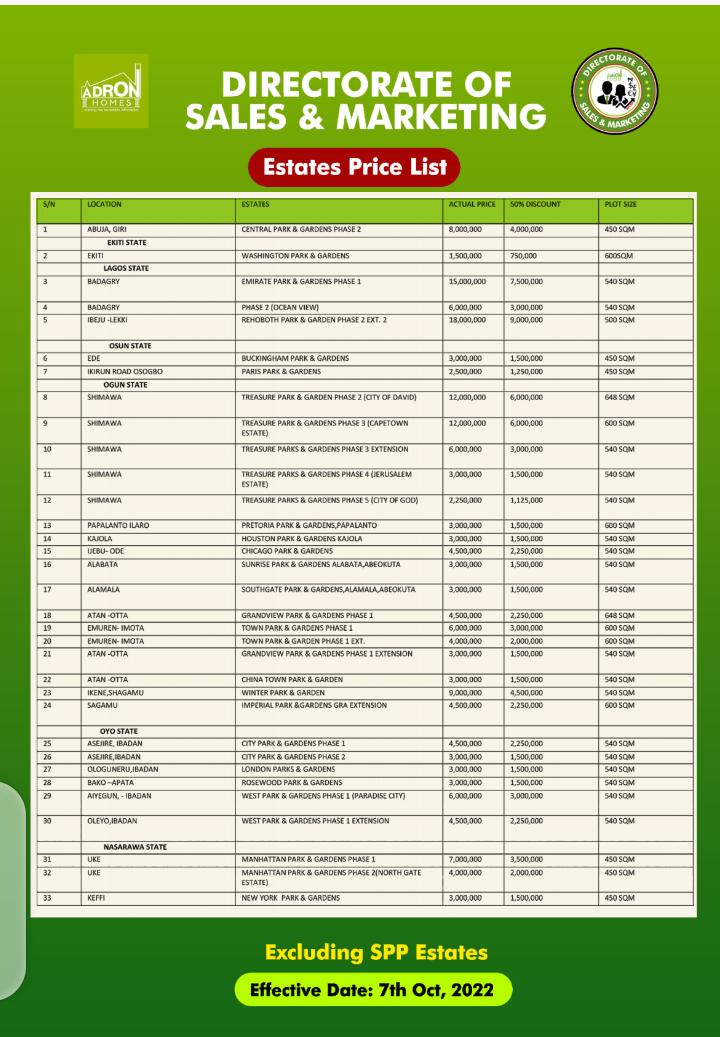 ADRON
HOMES
DIRECTORATE OF
SALES & MARKETING
DIRECTORATE OF
SALES & MARKETING
Estates Price List
S/N LOCATION ESTATES ACTUAL PRICE 50% DISCOUNT PLOT SIZE
1 ABUJA, GIRI CENTRAL PARK & GARDENS PHASE 2 8,000,000 4,000,000 450 SQM
EKITI STATE
2 EKITI WASHINGTON PARK & GARDENS 1,500,000 750,000 600SQM
LAGOS STATE
3 BADAGRY EMIRATE PARK & GARDENS PHASE 1 15,000,000 7,500,000 540 SQM
4 BADAGRY PHASE 2 (OCEAN VIEW) 6,000,000 3,000,000 540 SQM
5 IBEJU -LEKKI REHOBOTH PARK & GARDEN PHASE 2 EXT. 2 18,000,000 9,000,000 500 SQM
OSUN STATE
6 EDE BUCKINGHAM PARK & GARDENS 3,000,000 1,500,000 450 SQM
7 IKIRUN ROAD OSOGBO PARIS PARK & GARDENS 2,500,000 1,250,000 450 SQM
OGUN STATE
8 SHIMAWA TREASURE PARK & GARDEN PHASE 2 (CITY OF DAVID) 12,000,000 6,000,000 648 SQM
9 SHIMAWA TREASURE PARK & GARDENS PHASE 3 (CAPETOWN 12,000,000 6,000,000 600 SQM
ESTATE)
10 SHIMAWA TREASURE PARKS & GARDENS PHASE 3 EXTENSION 6,000,000 3,000,000 540 SQM
11 SHIMAWA TREASURE PARKS & GARDENS PHASE 4 (JERUSALEM 3,000,000 1,500,000 540 SQM
ESTATE)
12 SHIMAWA TREASURE PARKS & GARDENS PHASE 5 (CITY OF GOD) 2,250,000 1,125,000 540 SQM
13 PAPALANTO ILARO PRETORIA PARK & GARDENS,PAPALANTO 3,000,000 1,500,000 600 SQM
14 KAJOLA HOUSTON PARK & GARDENS KAJOLA 3,000,000 1,500,000 540 SQM
15 IJEBU- ODE CHICAGO PARK & GARDENS 4,500,000 2,250,000 540 SQM
16 ALABATA SUNRISE PARK & GARDENS ALABATA,ABEOKUTA 3,000,000 1,500,000 540 SQM
17 ALAMALA SOUTHGATE PARK & GARDENS,ALAMALA,ABEOKUTA 3,000,000 1,500,000 540 SQM
18 ATAN -OTTA GRANDVIEW PARK & GARDENS PHASE 1 4,500,000 2,250,000 648 SQM
19 EMUREN- IMOTA TOWN PARK & GARDENS PHASE 1 6,000,000 3,000,000 600 SQM
20 EMUREN- IMOTA TOWN PARK & GARDEN PHASE 1 EXT. 4,000,000 2,000,000 600 SQM
21 ATAN -OTTA GRANDVIEW PARK & GARDENS PHASE 1 EXTENSION 3,000,000 1,500,000 540 SQM
22 ATAN -OTTA CHINA TOWN PARK & GARDEN 3,000,000 1,500,000 540 SQM
23 IKENE,SHAGAMU WINTER PARK & GARDEN 9,000,000 4,500,000 540 SQM
24 SAGAMU IMPERIAL PARK &GARDENS GRA EXTENSION 4,500,000 2,250,000 600 SQM
OYO STATE
25 ASEJIRE, IBADAN CITY PARK & GARDENS PHASE 1 4,500,000 2,250,000 540 SQM
26 ASEJIRE,IBADAN CITY PARK & GARDENS PHASE 2 3,000,000 1,500,000 540 SQM
27 OLOGUNERU,IBADAN LONDON PARKS & GARDENS 3,000,000 1,500,000 540 SQM
28 BAKO –APATA ROSEWOOD PARK & GARDENS 3,000,000 1,500,000 540 SQM
29 AIYEGUN, - IBADAN WEST PARK & GARDENS PHASE 1 (PARADISE CITY) 6,000,000 3,000,000 540 SQM
30 OLEYO,IBADAN WEST PARK & GARDENS PHASE 1 EXTENSION 4,500,000 2,250,000 540 SQM
NASARAWA STATE
31 UKE MANHATTAN PARK & GARDENS PHASE 1 7,000,000 3,500,000 450 SQM
32 UKE MANHATTAN PARK & GARDENS PHASE 2(NORTH GATE 4,000,000 2,000,000 450 SQM
ESTATE)
33 KEFFI NEW YORK PARK & GARDENS 3,000,000 1,500,000 450 SQM
Excluding SPP Estates
Effective Date: 7th Oct, 2022